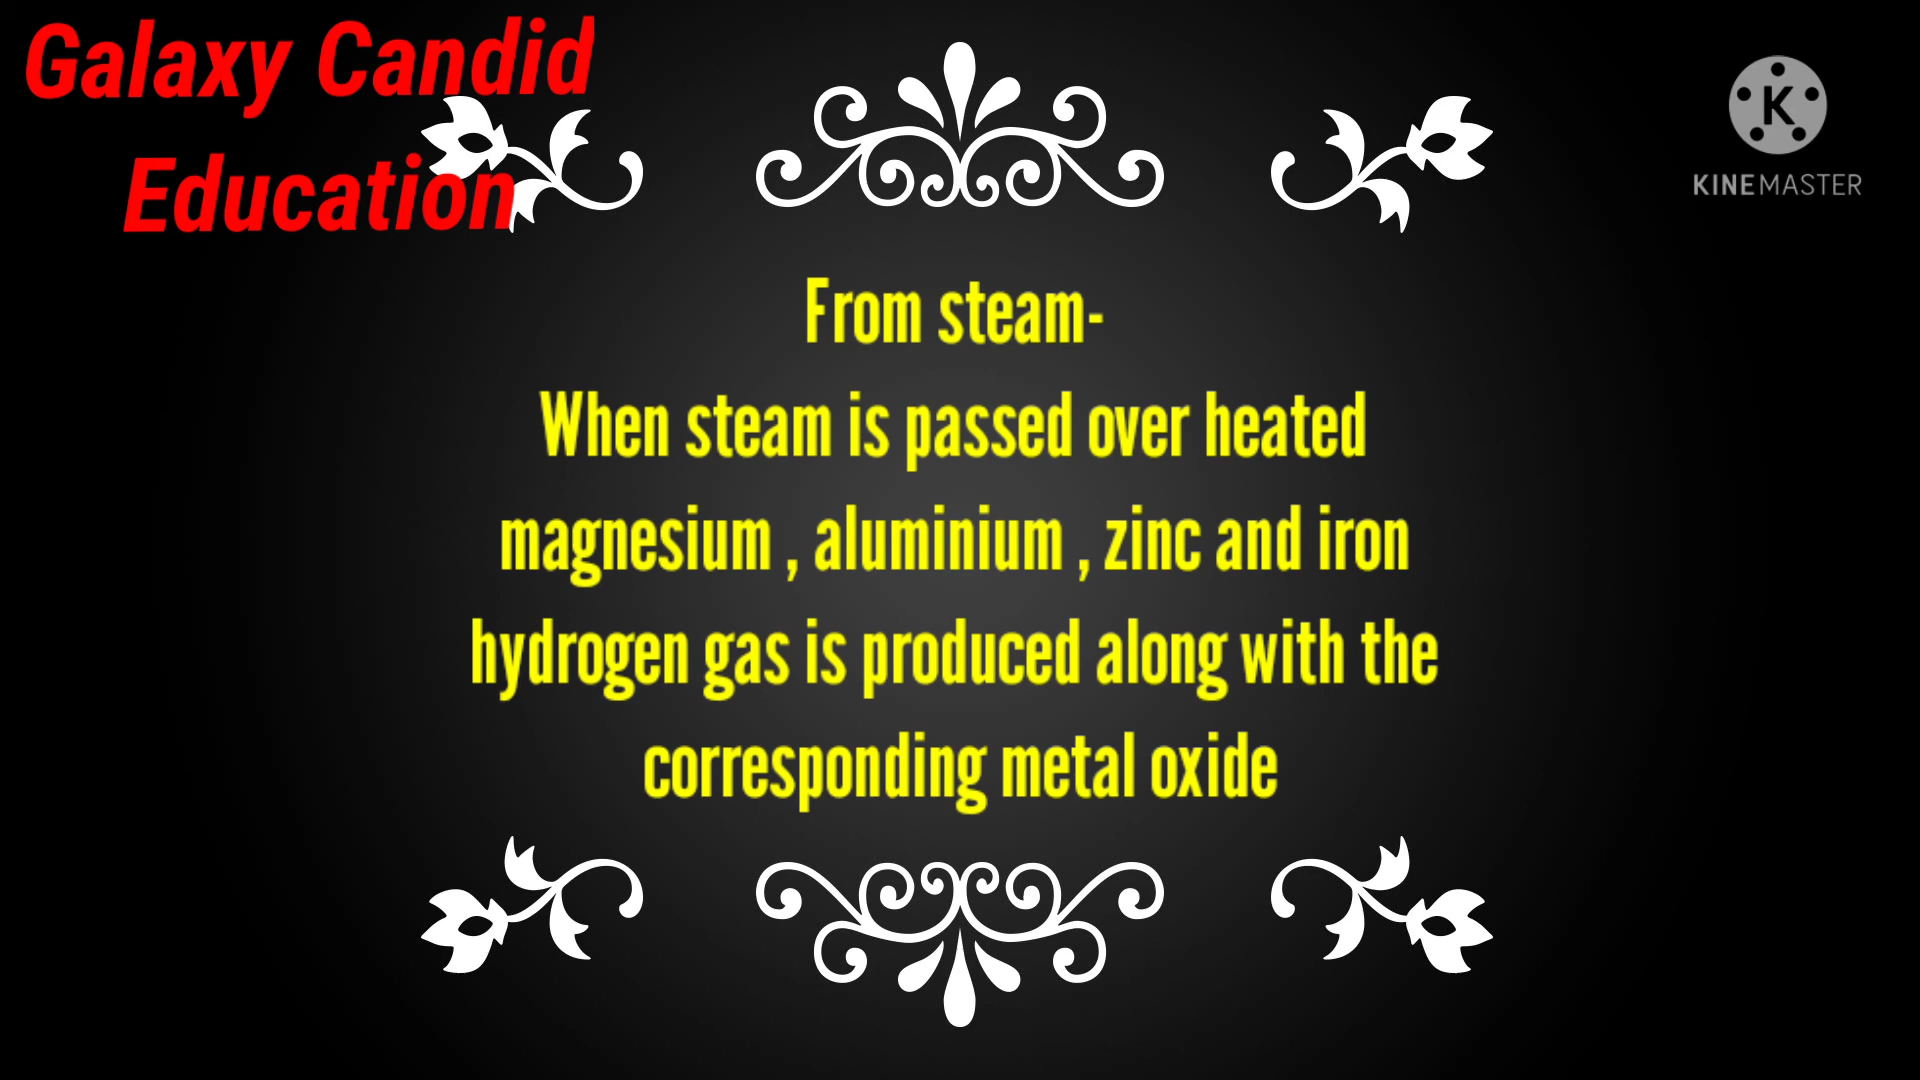 Galaxy Candid
Education
K
KINEMASTER
From steam-
When steam is passed over heated
magnesium , aluminium , zinc and iron
hydrogen gas is produced along with the
corresponding metal oxide